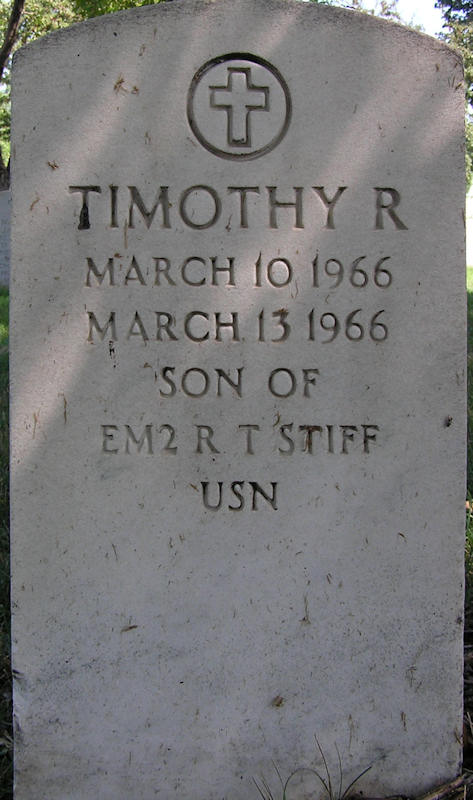 TIMOTHY R
MARCH 10 1966
MARCH 13 1966
SON OF
EM2 R T STIFF
USN